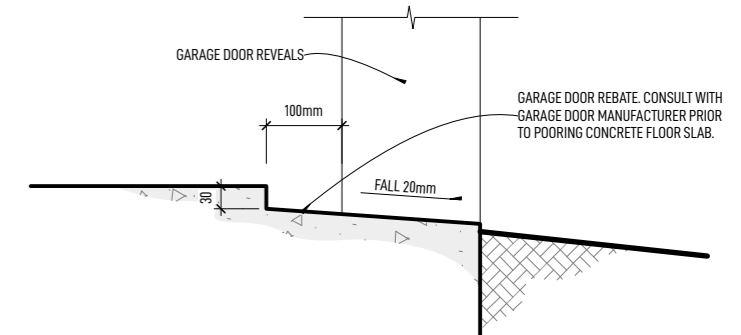 GARAGE DOOR REVEALS
100mm
GARAGE DOOR REBATE. CONSULT WITH
GARAGE DOOR MANUFACTURER PRIOR
TO POORING CONCRETE FLOOR SLAB.
FALL 20mm
30